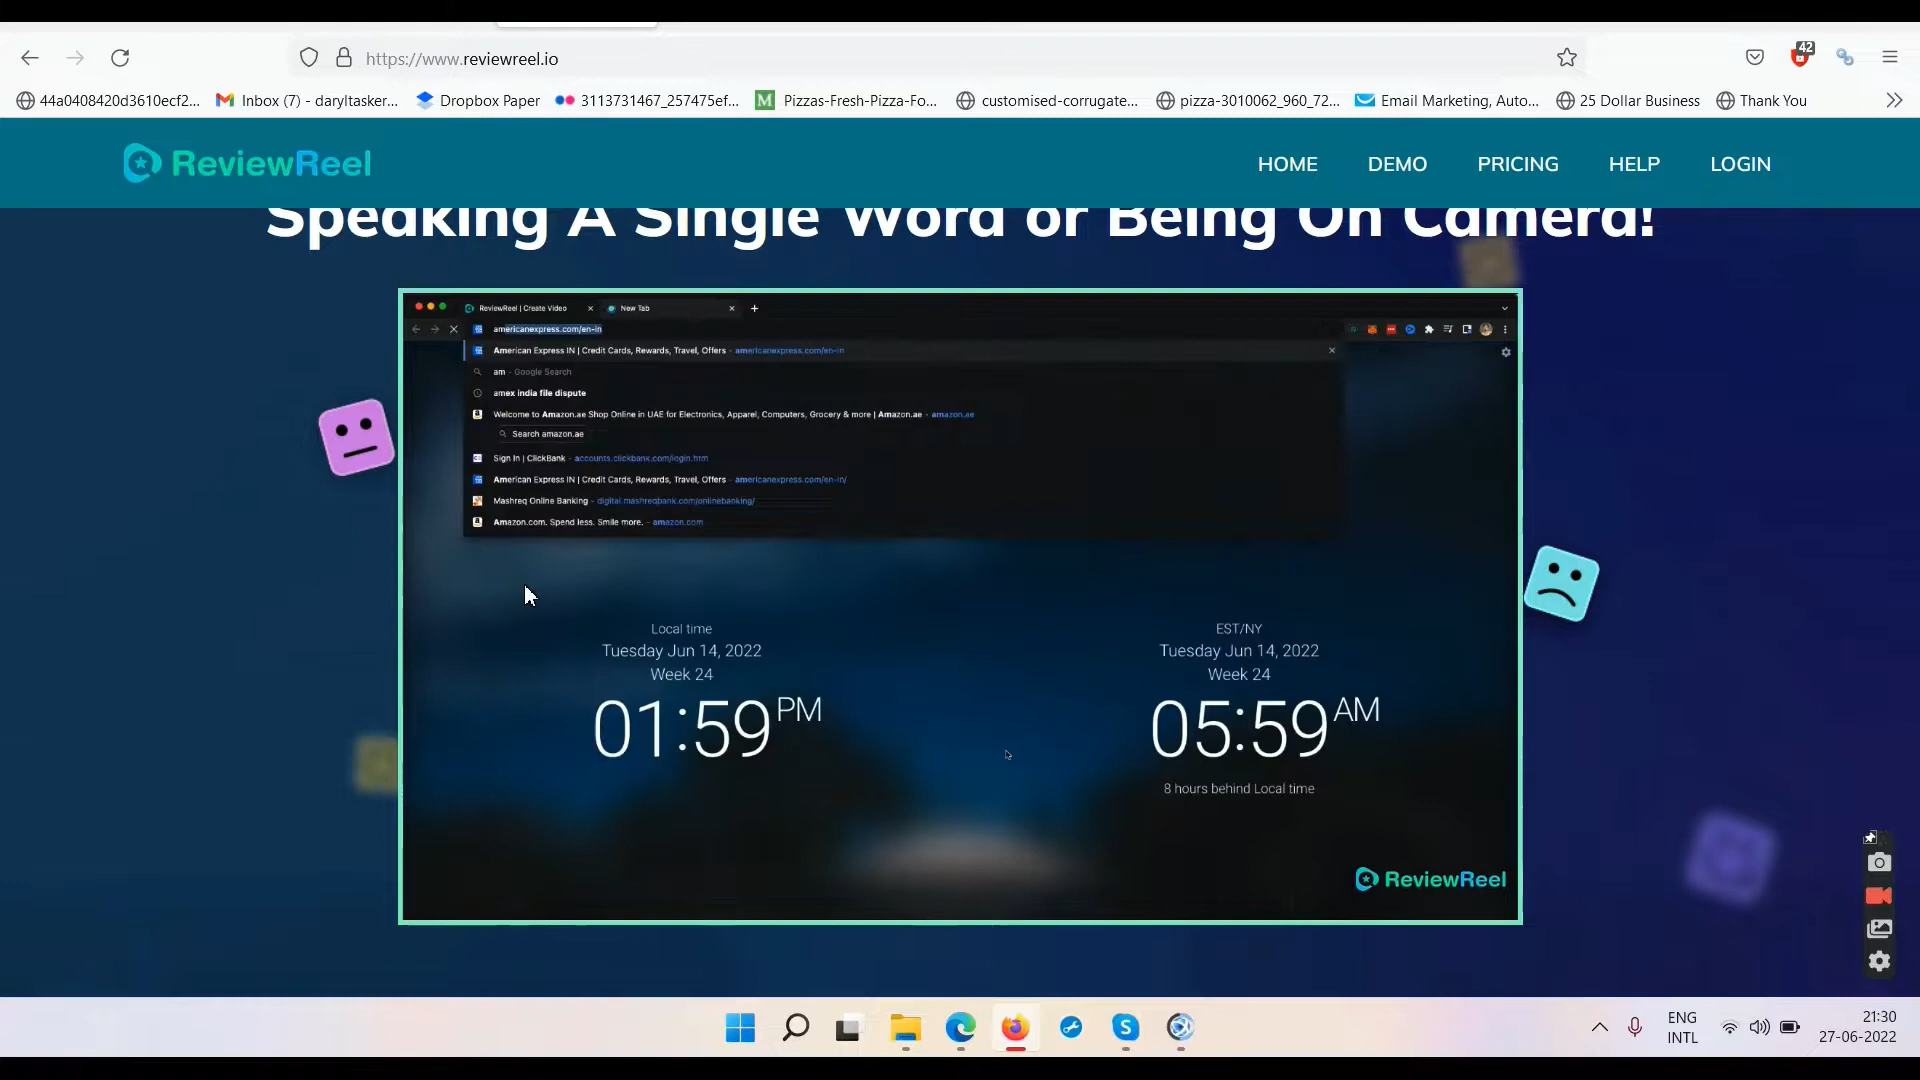 https://www.reviewreel.io
42
44a0408420d3610ecf2...
Inbox (7) - daryltasker...
Dropbox Paper
3113731467_257475ef...
Pizzas-Fresh-Pizza-Fo...
customised-corrugate...
pizza-3010062_960_72...
Email Marketing, Auto...
25 Dollar Business
Thank You
ReviewReel
HOME
DEMO
PRICING
HELP
LOGIN
Speaking A Single Word or Being On Camera!
ReviewReel | Create Video
New Tab
americanexpress.com/en-in
American Express IN | Credit Cards, Rewards, Travel, Offers - americanexpress.com/en-in
am - Google Search
amex india file dispute
Welcome to Amazon.ae Shop Online in UAE for Electronics, Apparel, Computers, Grocery & more | Amazon.ae - amazon.ae
Search amazon.ae
Sign In | ClickBank - accounts.clickbank.com/login.htm
American Express IN | Credit Cards, Rewards, Travel, Offers - americanexpress.com/en-in/
Mashreq Online Banking - digital.mashreqbank.com/onlinebanking/
Amazon.com. Spend less. Smile more. - amazon.com
Local time
Tuesday Jun 14, 2022
Week 24
01:59 PM
EST/NY
Tuesday Jun 14, 2022
Week 24
05:59 AM
8 hours behind Local time
ReviewReel
ENG
INTL
21:30
27-06-2022